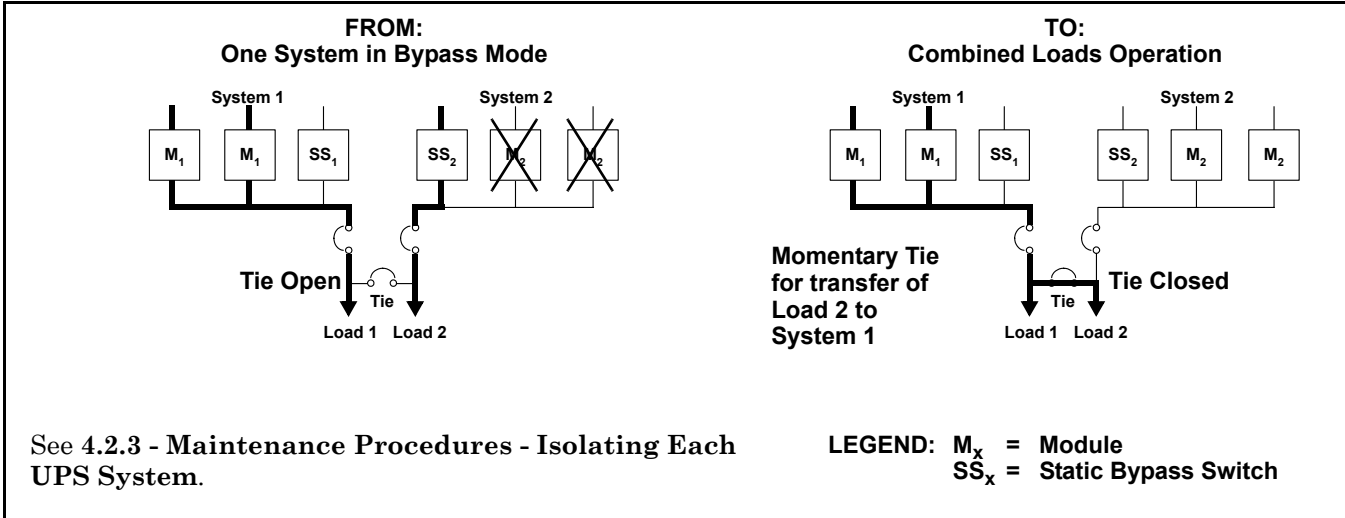 FROM:
One System in Bypass Mode
System 1
System 2
M1
M1
SS1
SS2
M2
M2
Tie Open
Tie
Load 1
Load 2
TO:
Combined Loads Operation
System 1
System 2
M1
M1
SS1
SS2
M2
M2
Momentary Tie
for transfer of
Load 2 to
System 1
Tie Closed
Tie
Load 1
Load 2
See 4.2.3 - Maintenance Procedures - Isolating Each
UPS System.
LEGEND: Mx = Module
SSx = Static Bypass Switch